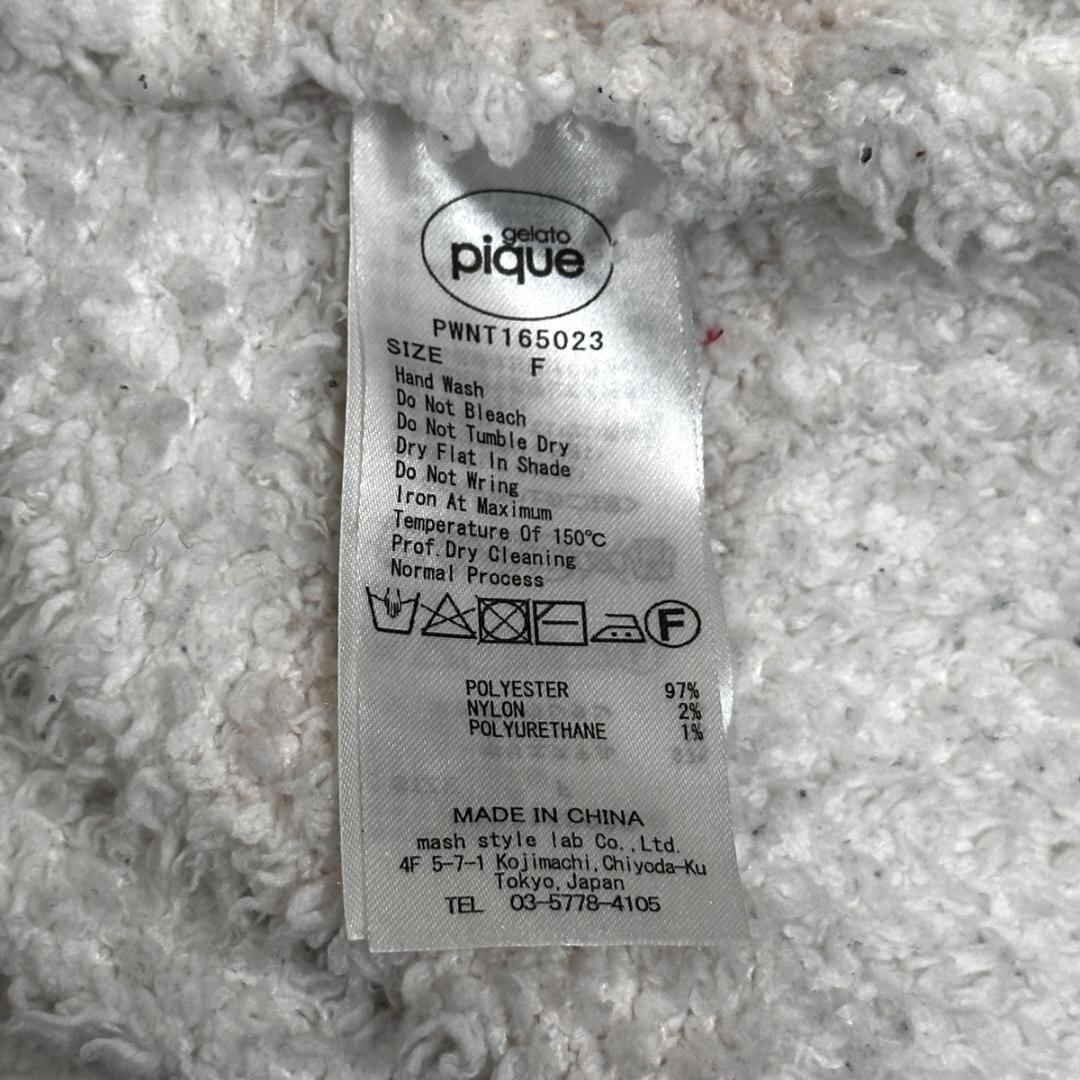 gelato
pique
PWNT165023
SIZE F
Hand Wash
Do Not Bleach
Do Not Tumble Dry
Dry Flat In Shade
Do Not Wring
Iron At Maximum
Temperature Of 150℃
Prof.Dry Cleaning
Normal Process
F
POLYESTER 97%
NYLON 2%
POLYURETHANE 1%
MADE IN CHINA
mash style lab Co.,Ltd.
4F 5-7-1 Kojimachi,Chiyoda-Ku
Tokyo,Japan
TEL 03-5778-4105